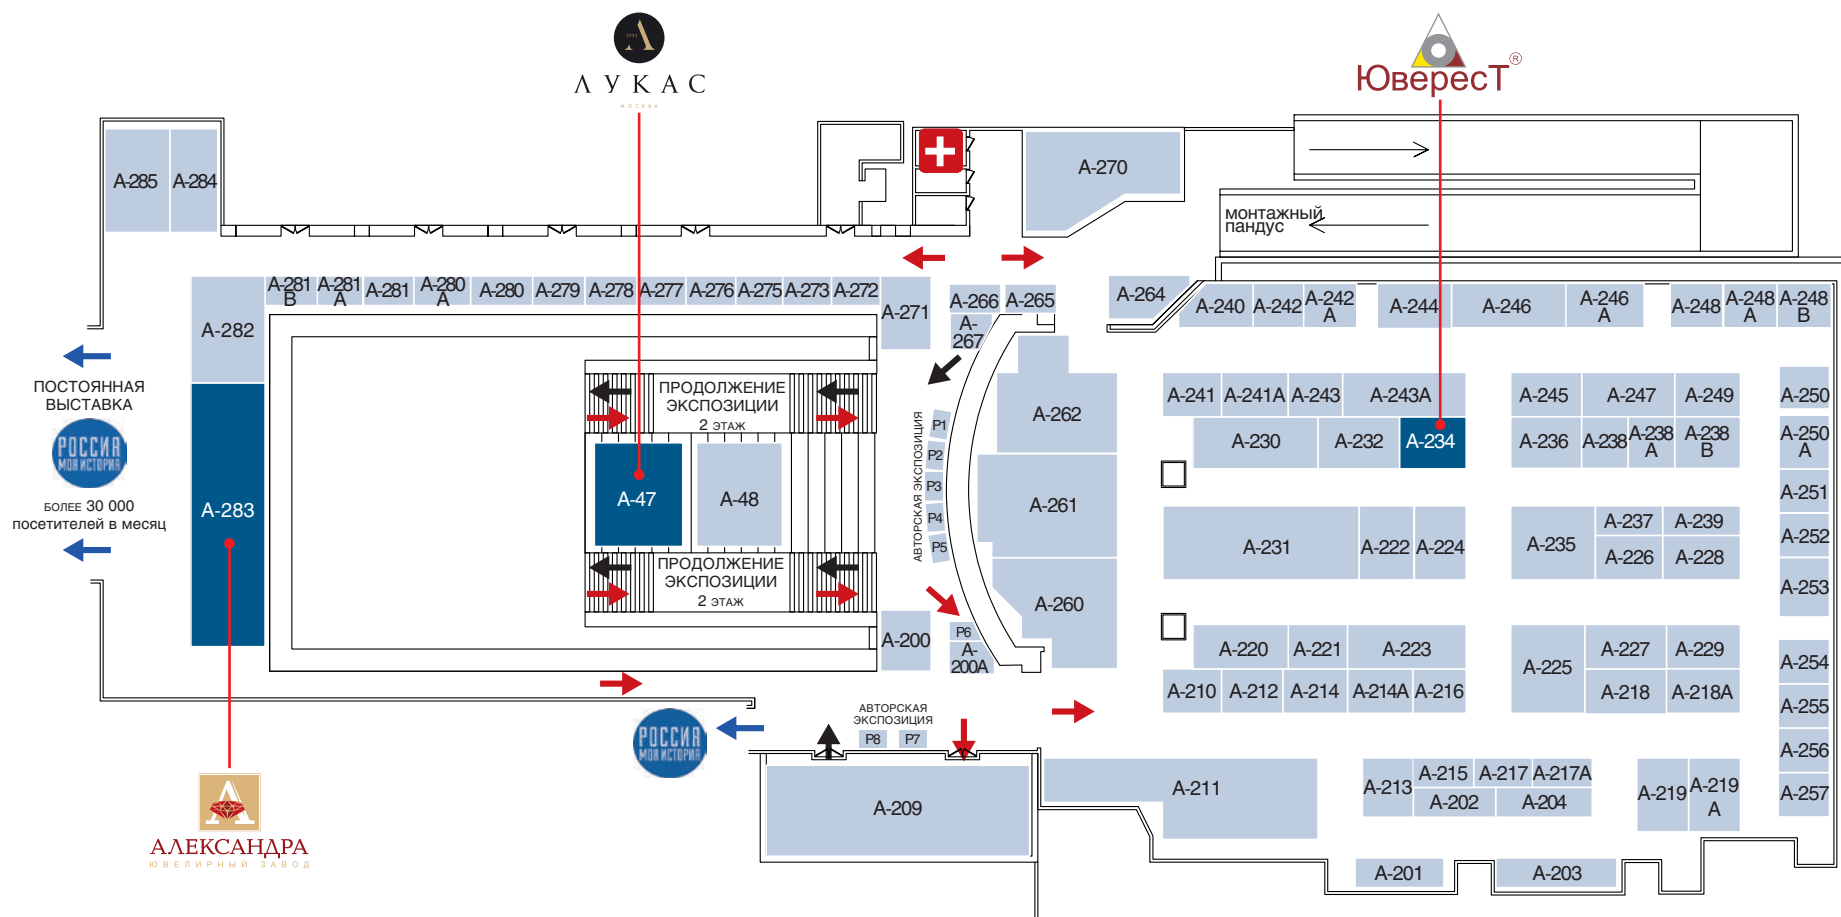 ЛУКАС
МОСКВА
ЮвересТ®
А-285
А-284
А-270
МОНТАЖНЫЙ
ПАНДУС
А-281
В
А-281
А
А-281
А-280
А
А-280
А-279
А-278
А-277
А-276
А-275
А-273
А-272
А-271
А-266
А-265
А-
267
А-264
А-240
А-242
А-242
А
А-244
А-246
А-246
А
А-248
А-248
А
А-248
В
А-282
ПОСТОЯННАЯ
ВЫСТАВКА
РОССИЯ
МОЯ ИСТОРИЯ
БОЛЕЕ 30 000
посетителей в месяц
А-283
ПРОДОЛЖЕНИЕ
ЭКСПОЗИЦИИ
2 ЭТАЖ
А-47
А-48
ПРОДОЛЖЕНИЕ
ЭКСПОЗИЦИИ
2 ЭТАЖ
АВТОРСКАЯ ЭКСПОЗИЦИЯ
Р1
Р2
Р3
Р4
Р5
Р6
А-
200А
А-200
А-262
А-261
А-260
А-241
А-241А
А-243
А-243А
А-245
А-247
А-249
А-250
А-230
А-232
А-234
А-236
А-238
А-238
А
А-238
В
А-250
А
А-251
А-231
А-222
А-224
А-235
А-237
А-239
А-226
А-228
А-252
А-253
А-220
А-221
А-223
А-225
А-227
А-229
А-254
А-210
А-212
А-214
А-214А
А-216
А-218
А-218А
А-255
А-256
А-257
РОССИЯ
МОЯ ИСТОРИЯ
АВТОРСКАЯ
ЭКСПОЗИЦИЯ
Р8
Р7
А-209
А-211
А-213
А-215
А-217
А-217А
А-202
А-204
А-219
А-219
А
А-201
А-203
АЛЕКСАНДРА
ЮВЕЛИРНЫЙ ЗАВОД